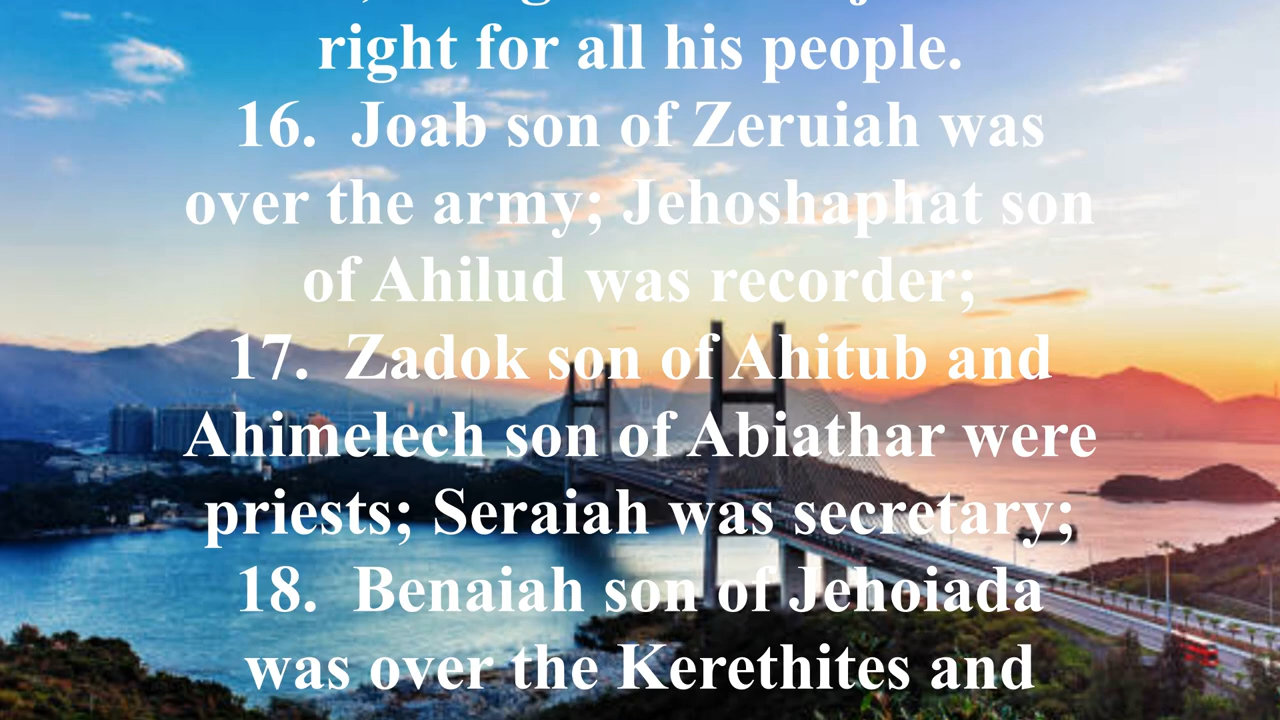 right for all his people.
16. Joab son of Zeruiah was
over the army; Jehoshaphat son
of Ahilud was recorder;
17. Zadok son of Ahitub and
Ahimelech son of Abiathar were
priests; Seraiah was secretary;
18. Benaiah son of Jehoiada
was over the Kerethites and